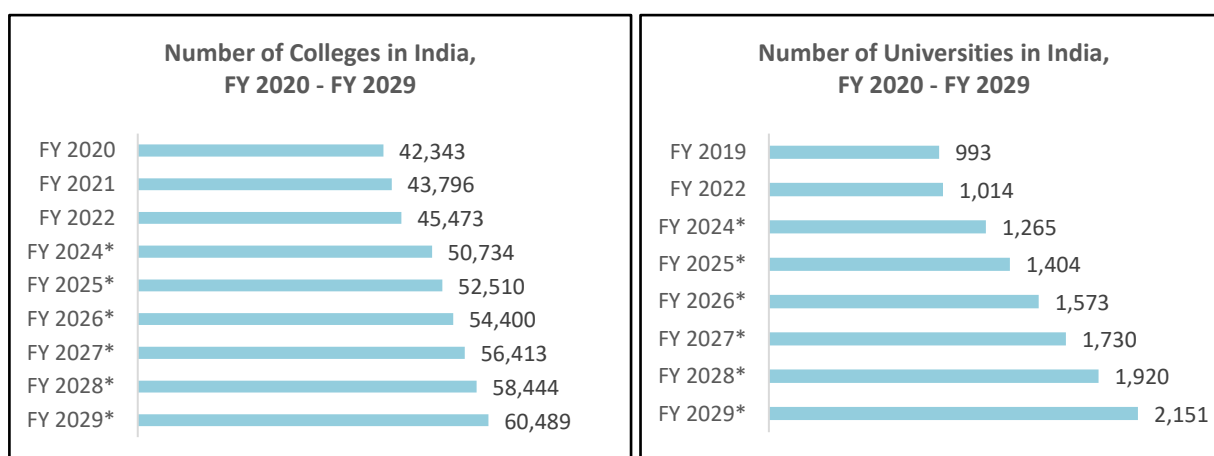 Number of Colleges in India,
FY 2020 - FY 2029
FY 2020 42,343
FY 2021 43,796
FY 2022 45,473
FY 2024* 50,734
FY 2025* 52,510
FY 2026* 54,400
FY 2027* 56,413
FY 2028* 58,444
FY 2029* 60,489
Number of Universities in India,
FY 2020 - FY 2029
FY 2019 993
FY 2022 1,014
FY 2024* 1,265
FY 2025* 1,404
FY 2026* 1,573
FY 2027* 1,730
FY 2028* 1,920
FY 2029* 2,151